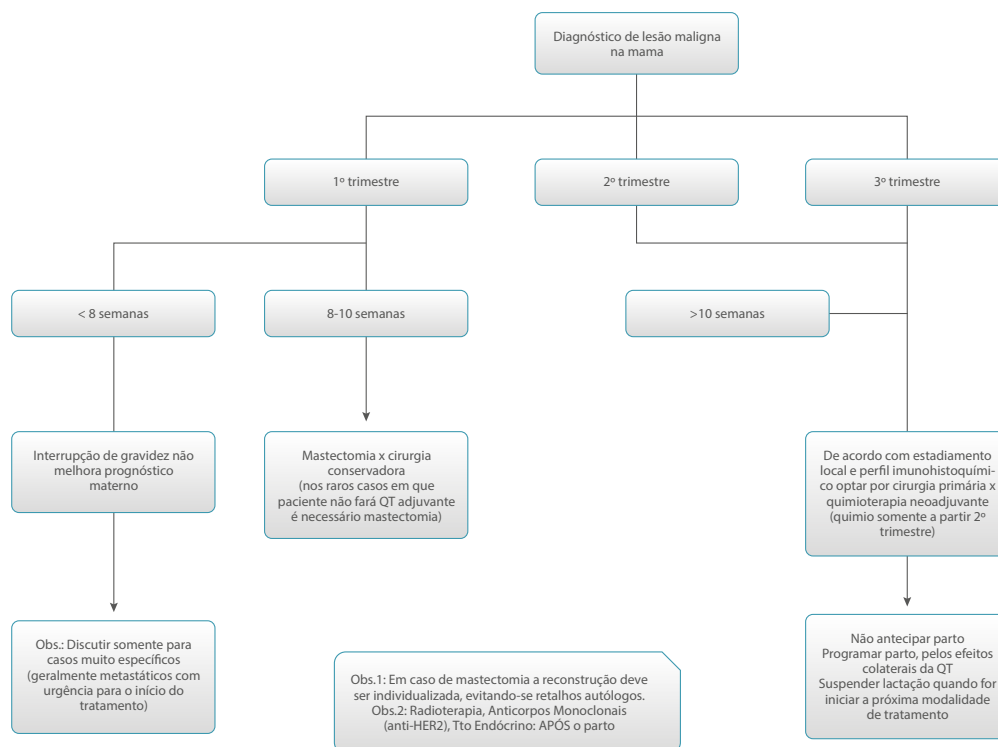 Diagnóstico de lesão maligna
na mama
1º trimestre
2º trimestre
3º trimestre
< 8 semanas
8-10 semanas
>10 semanas
Interrupção de gravidez não
melhora prognóstico
materno
Mastectomia x cirurgia
conservadora
(nos raros casos em que
paciente não fará QT adjuvante
é necessário mastectomia)
De acordo com estadiamento
local e perfil imunohistoquími-
co optar por cirurgia primária x
quimioterapia neoadjuvante
(quimio somente a partir 2º
trimestre)
Obs.: Discutir somente para
casos muito específicos
(geralmente metastáticos com
urgência para o início do
tratamento)
Obs.1: Em caso de mastectomia a reconstrução deve
ser individualizada, evitando-se retalhos autólogos.
Obs.2: Radioterapia, Anticorpos Monoclonais
(anti-HER2), Tto Endócrino: APÓS o parto
Não antecipar parto
Programar parto, pelos efeitos
colaterais da QT
Suspender lactação quando for
iniciar a próxima modalidade
de tratamento